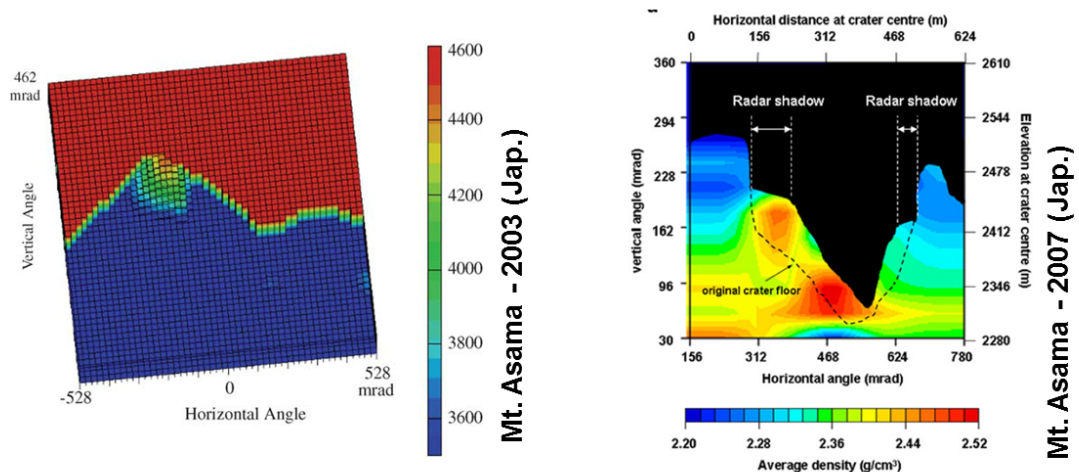 462
mrad
Vertical Angle
-528
0
528
mrad
Horizontal Angle
4600
4400
4200
4000
3800
3600
Mt. Asama - 2003 (Jap.)
Horizontal distance at crater centre (m)
0 156 312 468 624
360
294
228
162
96
30
vertical angle (mrad)
Radar shadow
Radar shadow
original crater floor
2610
2544
2478
2412
2346
2280
Elevation at crater centre (m)
156 312 468 624 780
Horizontal angle (mrad)
2.20 2.28 2.36 2.44 2.52
Average density (g/cm³)
Mt. Asama - 2007 (Jap.)